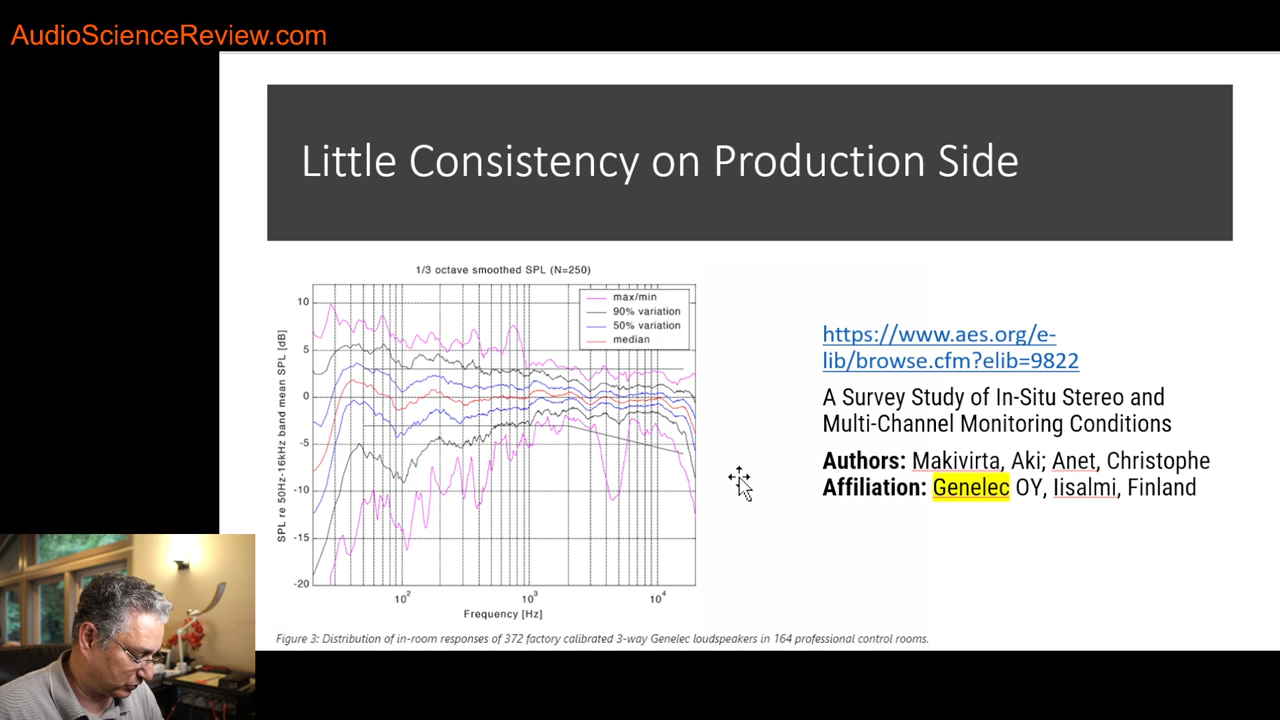 AudioScienceReview.com
Little Consistency on Production Side
1/3 octave smoothed SPL (N=250)
max/min
90% variation
50% variation
median
SPL re 50Hz-16kHz band mean SPL [dB]
10
5
0
-5
-10
-15
-20
10²
10³
10⁴
Frequency [Hz]
Figure 3: Distribution of in-room responses of 372 factory calibrated 3-way Genelec loudspeakers in 164 professional control rooms.
https://www.aes.org/e-
lib/browse.cfm?elib=9822
A Survey Study of In-Situ Stereo and
Multi-Channel Monitoring Conditions
Authors: Makivirta, Aki; Anet, Christophe
Affiliation: Genelec OY, Iisalmi, Finland